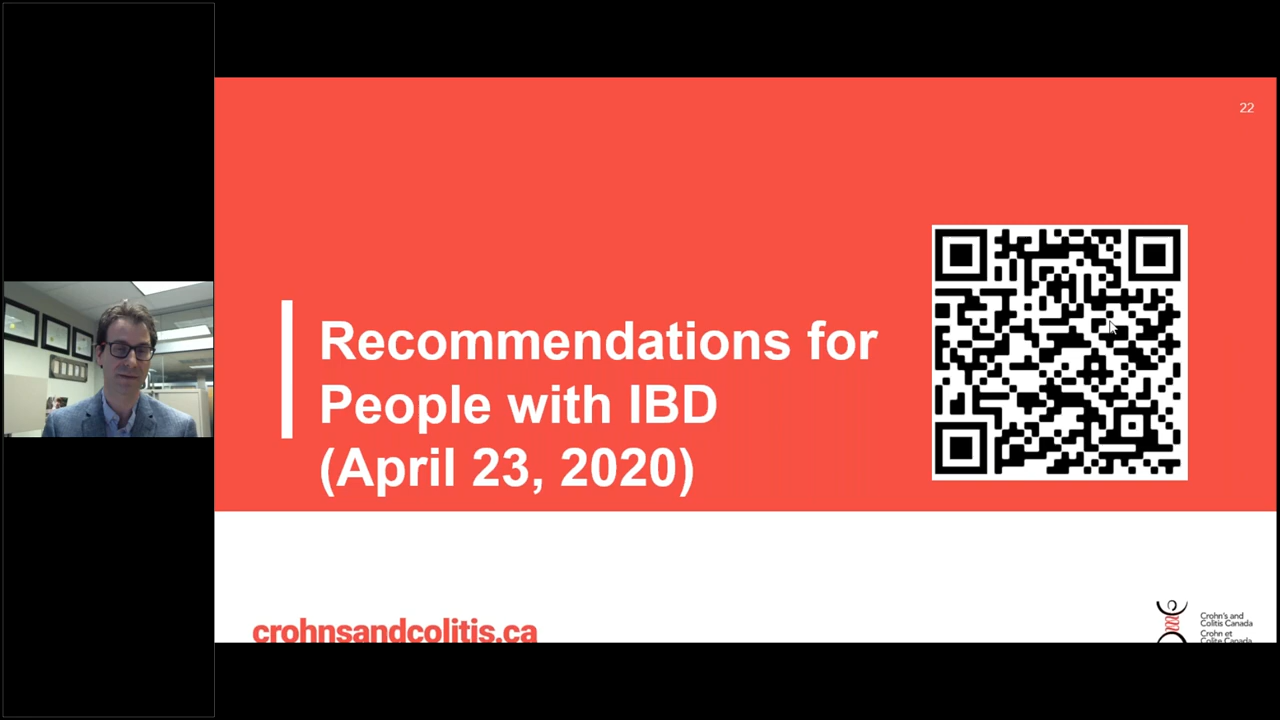 22
Recommendations for
People with IBD
(April 23, 2020)
crohnsandcolitis.ca
Crohn's and
Colitis Canada
Crohn et
Colite Canada